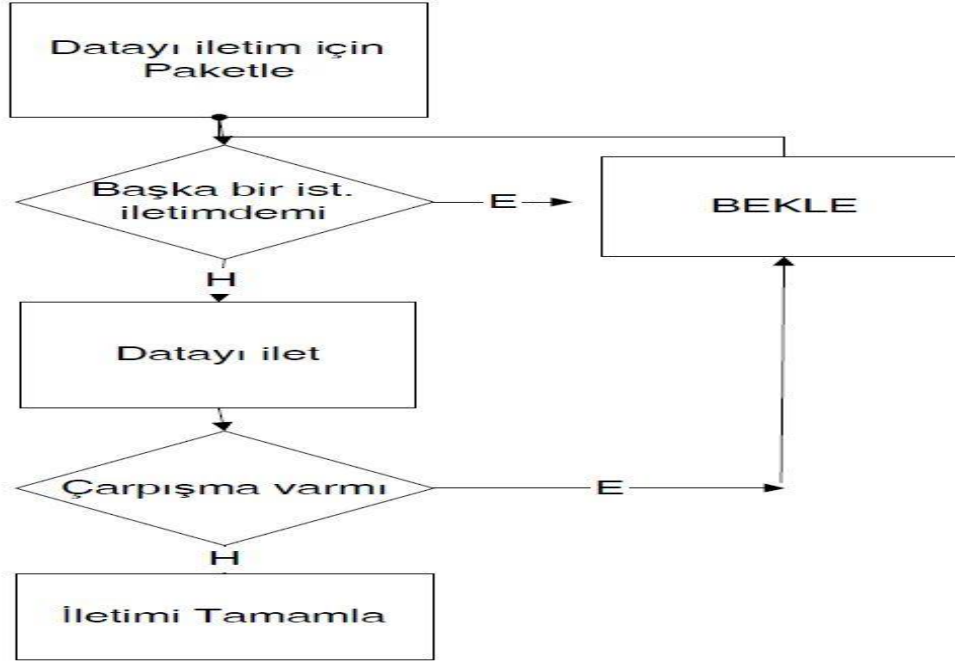 Datayı iletim için
Paketle
Başka bir ist.
iletimdemi
E
BEKLE
H
Datayı ilet
Çarpışma varmı
E
H
İletimi Tamamla